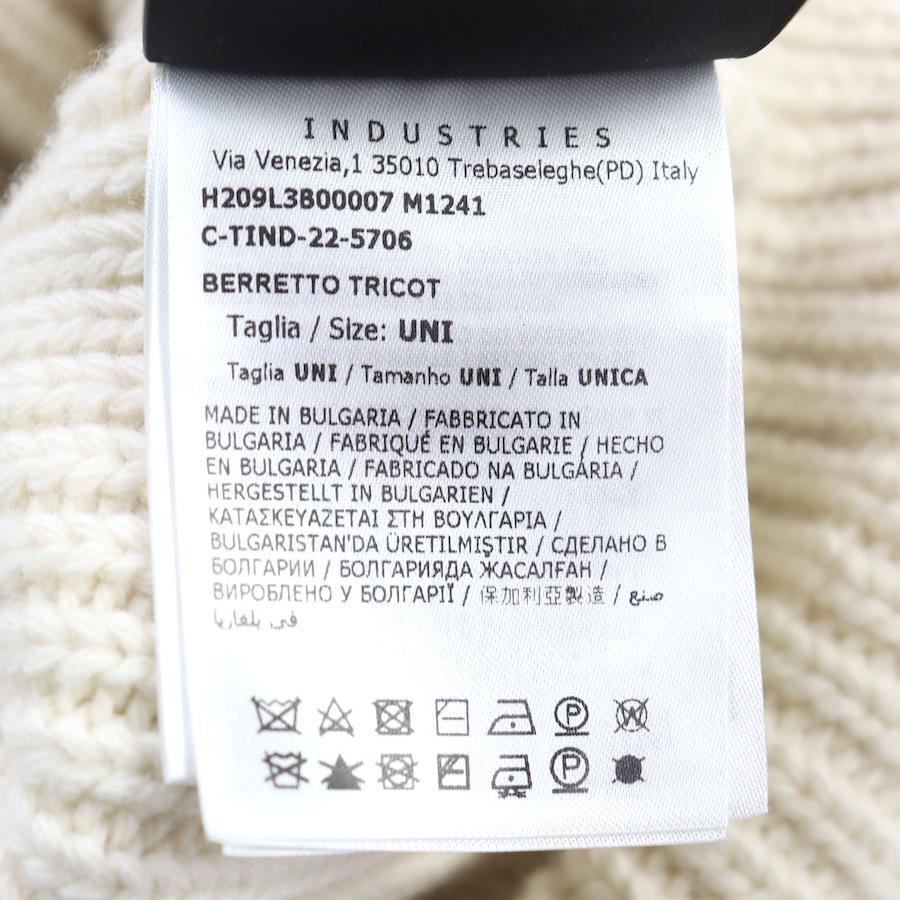 INDUSTRIES
Via Venezia,1 35010 Trebaseleghe(PD) Italy
H209L3B00007 M1241
C-TIND-22-5706
BERRETTO TRICOT
Taglia / Size: UNI
Taglia UNI / Tamanho UNI / Talla UNICA
MADE IN BULGARIA / FABBRICATO IN
BULGARIA / FABRIQUÉ EN BULGARIE / HECHO
EN BULGARIA / FABRICADO NA BULGÁRIA /
HERGESTELLT IN BULGARIEN /
ΚΑΤΑΣΚΕΥΑΖΕΤΑΙ ΣΤΗ ΒΟΥΛΓΑΡΙΑ /
BULGARISTAN'DA ÜRETILMIŞTIR / СДЕЛАНО В
БОЛГАРИИ / БОЛГАРИЯДА ЖАСАЛҒАН /
ВИРОБЛЕНО У БОЛГАРІЇ / 保加利亞製造 / صنع
في بلغاريا
P W
P